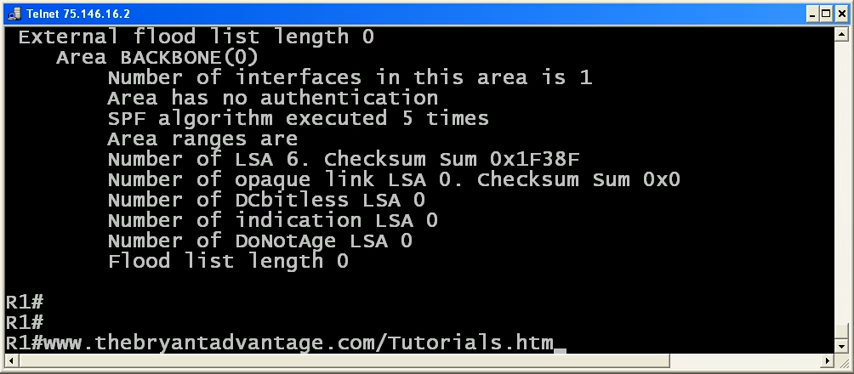 Telnet 75.146.16.2
External flood list length 0
Area BACKBONE(0)
Number of interfaces in this area is 1
Area has no authentication
SPF algorithm executed 5 times
Area ranges are
Number of LSA 6. Checksum Sum 0x1F38F
Number of opaque link LSA 0. Checksum Sum 0x0
Number of DCbitless LSA 0
Number of indication LSA 0
Number of DoNotAge LSA 0
Flood list length 0
R1#
R1#
R1#www.thebryantadvantage.com/Tutorials.htm_